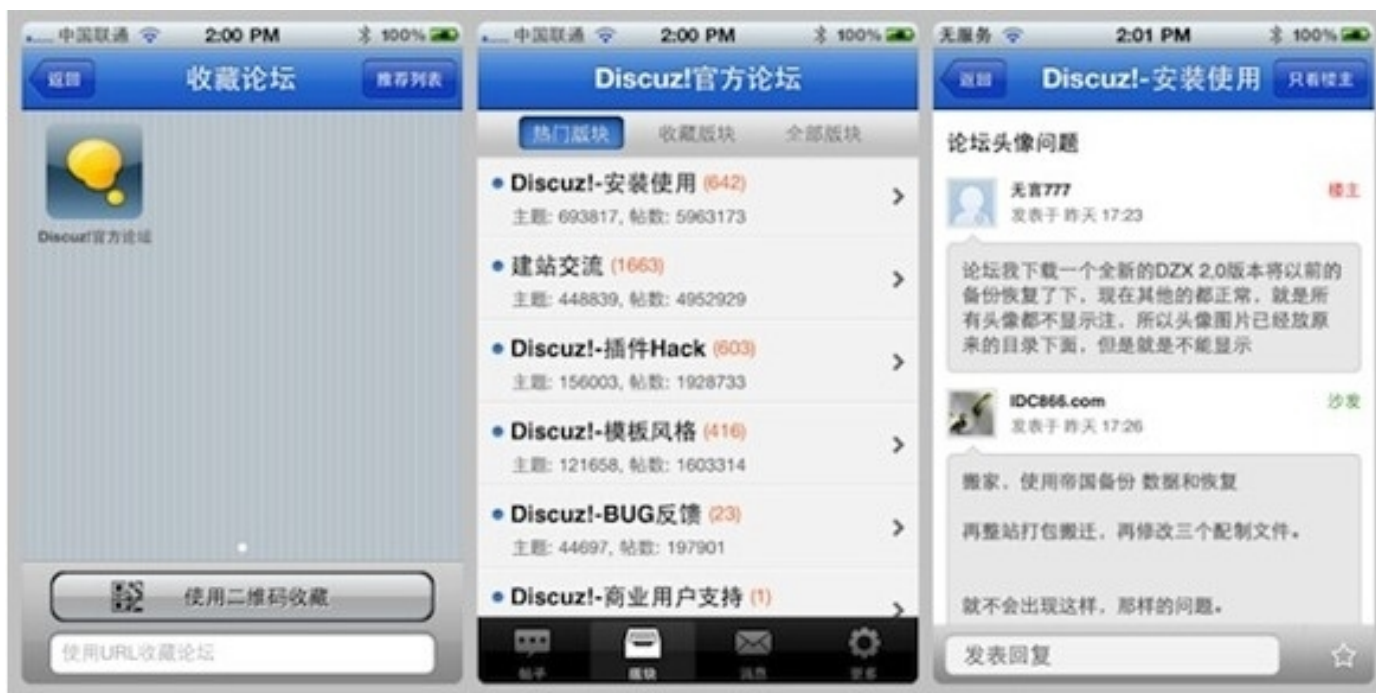 中国联通 2:00 PM 100%
返回 收藏论坛 推荐列表
Discuz!官方论坛
使用二维码收藏
使用URL收藏论坛
中国联通 2:00 PM 100%
Discuz!官方论坛
热门版块 收藏版块 全部版块
Discuz!-安装使用 (642)
主题: 693817, 帖数: 5963173
建站交流 (1663)
主题: 448839, 帖数: 4952929
Discuz!-插件Hack (603)
主题: 156003, 帖数: 1928733
Discuz!-模板风格 (416)
主题: 121658, 帖数: 1603314
Discuz!-BUG反馈 (23)
主题: 44697, 帖数: 197901
Discuz!-商业用户支持 (1)
帖子 版块 消息 更多
无服务 2:01 PM 100%
返回 Discuz!-安装使用 只看楼主
论坛头像问题
无言777 楼主
发表于 昨天 17:23
论坛我下载一个全新的DZX 2.0版本将以前的
备份恢复了下，现在其他的都正常，就是所
有头像都不显示注，所以头像图片已经放原
来的目录下面，但是就是不能显示
IDC866.com 沙发
发表于 昨天 17:26
搬家，使用帝国备份 数据和恢复
再整站打包搬迁，再修改三个配制文件。
就不会出现这样，那样的问题。
发表回复